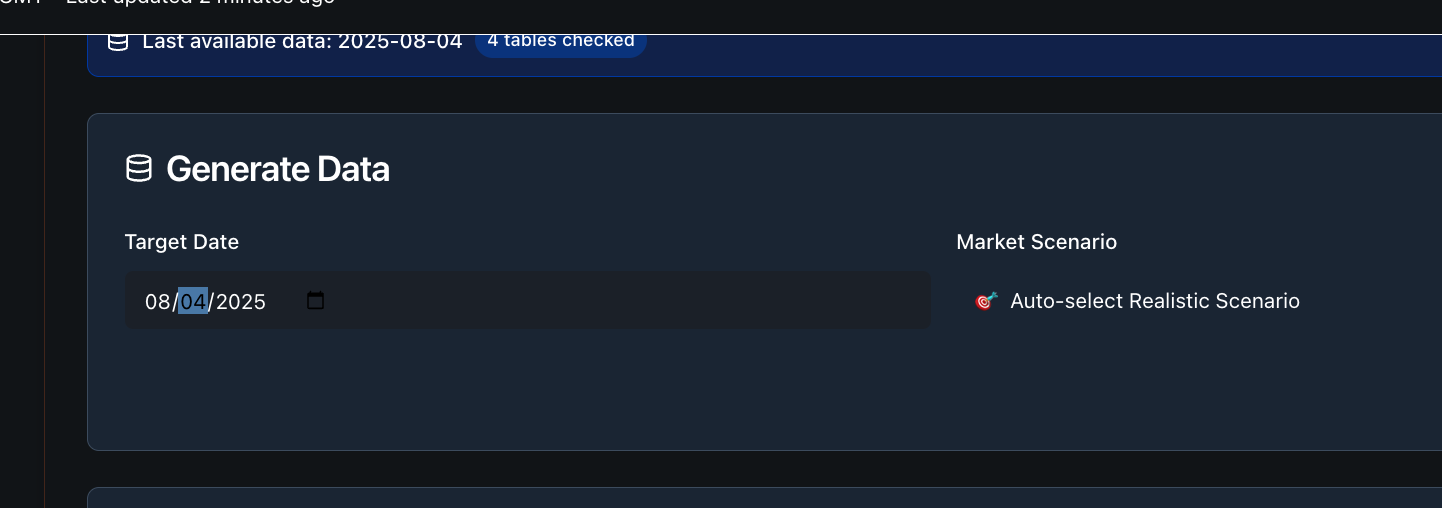 Last updated 2 minutes ago
Last available data: 2025-08-04 4 tables checked
Generate Data
Target Date
Market Scenario
08/04/2025
Auto-select Realistic Scenario